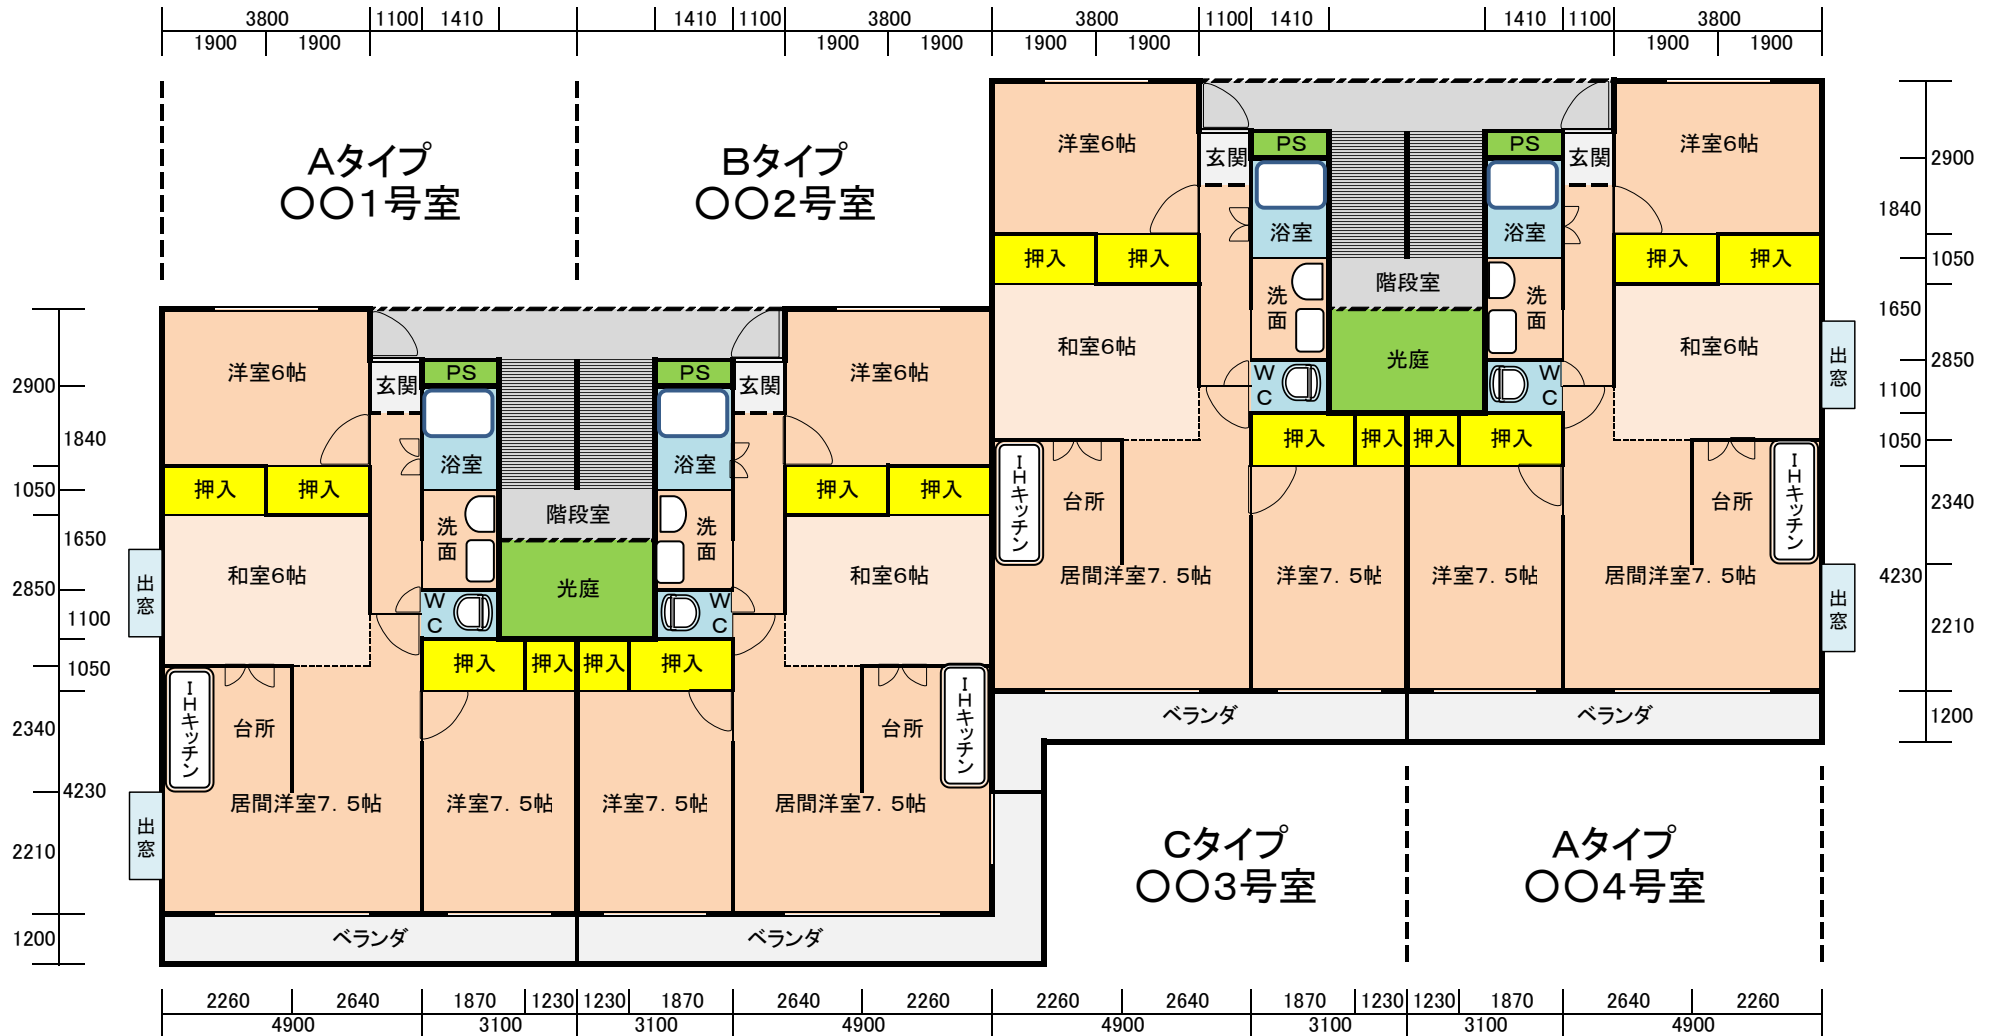 3800 1100 1410 1410 1100 3800 3800 1100 1410 1410 1100 3800
1900 1900 1900 1900 1900 1900 1900 1900
Aタイプ
〇〇1号室
Bタイプ
〇〇2号室
洋室6帖
玄関
PS
PS
玄関
洋室6帖
浴室
浴室
押入
押入
押入
押入
階段室
洗面
洗面
和室6帖
光庭
和室6帖
WC
WC
出窓
押入
押入
押入
押入
IHキッチン
台所
台所
IHキッチン
居間洋室7.5帖
洋室7.5帖
洋室7.5帖
居間洋室7.5帖
出窓
ベランダ
ベランダ
2900
1840
1050
1650
2850
1100
1050
2340
4230
2210
1200
洋室6帖
玄関
PS
PS
玄関
洋室6帖
浴室
浴室
押入
押入
押入
押入
階段室
洗面
洗面
和室6帖
光庭
和室6帖
WC
WC
出窓
押入
押入
押入
押入
IHキッチン
台所
台所
IHキッチン
居間洋室7.5帖
洋室7.5帖
洋室7.5帖
居間洋室7.5帖
出窓
ベランダ
ベランダ
2900
1840
1050
1650
2850
1100
1050
2340
4230
2210
1200
Cタイプ
〇〇3号室
Aタイプ
〇〇4号室
2260 2640 1870 1230 1230 1870 2640 2260 2260 2640 1870 1230 1230 1870 2640 2260
4900 3100 3100 4900 4900 3100 3100 4900